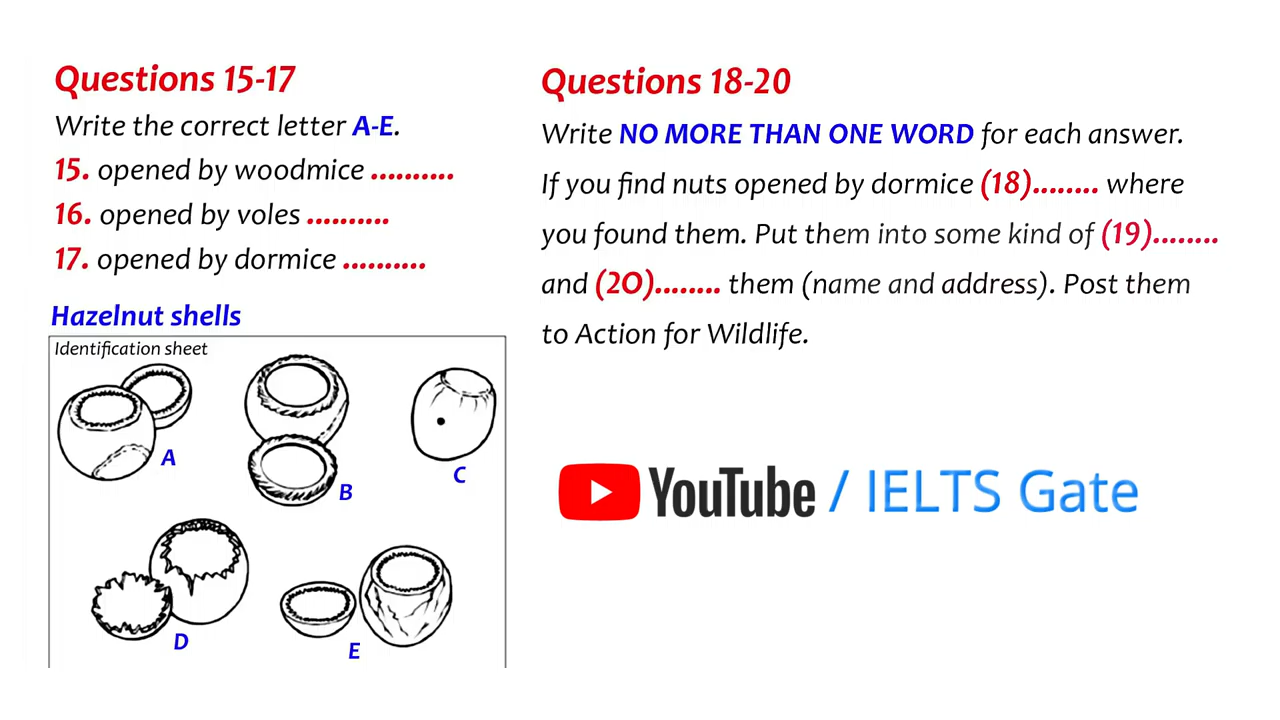 Questions 15-17
Write the correct letter A-E.
15. opened by woodmice ..........
16. opened by voles ..........
17. opened by dormice ..........
Hazelnut shells
Identification sheet
A
B
C
D
E
Questions 18-20
Write NO MORE THAN ONE WORD for each answer.
If you find nuts opened by dormice (18)........ where
you found them. Put them into some kind of (19)........
and (20)........ them (name and address). Post them
to Action for Wildlife.
YouTube / IELTS Gate